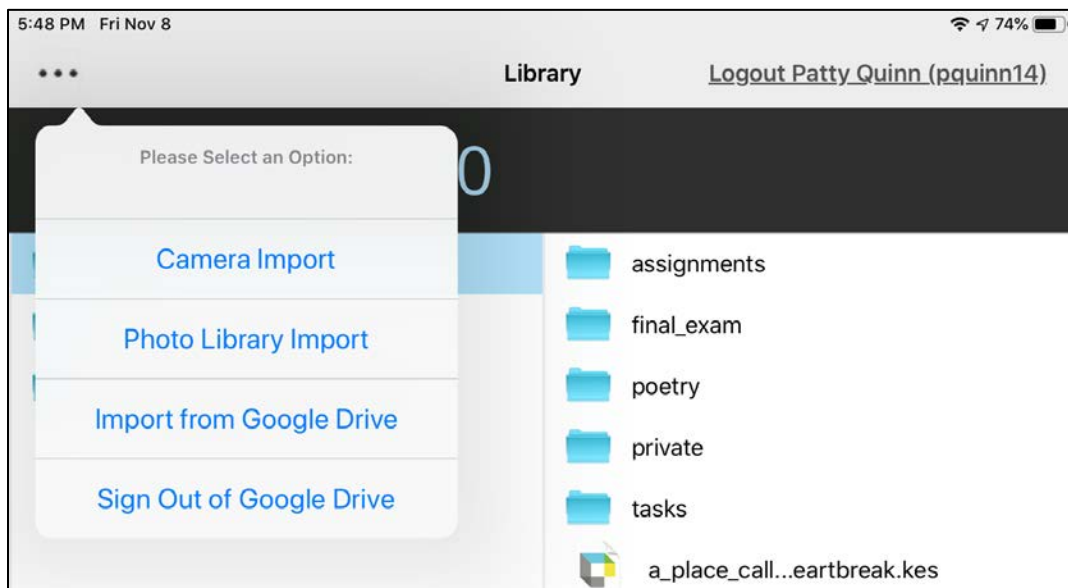 5:48 PM Fri Nov 8 74%
••• Library Logout Patty Quinn (pquinn14)
Please Select an Option:
0
Camera Import
Photo Library Import
Import from Google Drive
Sign Out of Google Drive
assignments
final_exam
poetry
private
tasks
a_place_call...eartbreak.kes